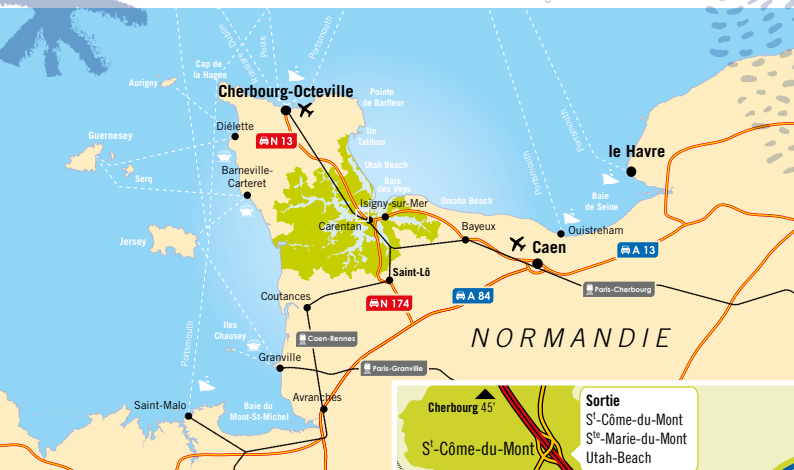 Rosslare Dublin
Poole
Portsmouth
Cap de
la Hague
Aurigny
Cherbourg-Octeville
Pointe
de Barfleur
Guernesey
Diélette
N 13
Ile
Tatihou
Portsmouth
Portsmouth
le Havre
Serq
Barneville-
Carteret
Utah Beach
Baie
des Veys
Isigny-sur-Mer
Omaha Beach
Baie
de Seine
Jersey
Carentan
Bayeux
Ouistreham
Caen
A 13
Saint-Lô
Paris-Cherbourg
Coutances
N 174
A 84
Portsmouth
Iles
Chausey
Caen-Rennes
NORMANDIE
Granville
Paris-Granville
Saint-Malo
Baie du
Mont-St-Michel
Avranches
Cherbourg 45'
St-Côme-du-Mont
Sortie
St-Côme-du-Mont
Ste-Marie-du-Mont
Utah-Beach